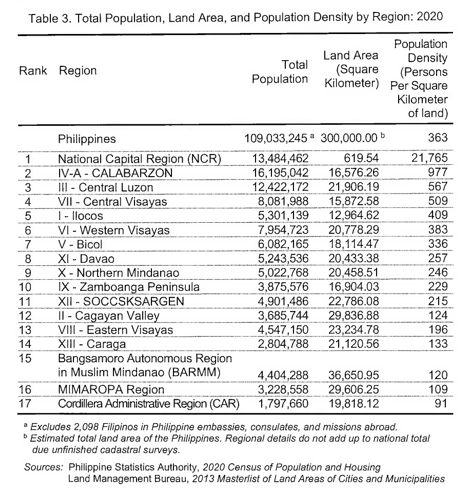 Table 3. Total Population, Land Area, and Population Density by Region: 2020
Rank Region Total Population Land Area (Square Kilometer) Population Density (Persons Per Square Kilometer of land)
Philippines 109,033,245 a 300,000.00 b 363
1 National Capital Region (NCR) 13,484,462 619.54 21,765
2 IV-A - CALABARZON 16,195,042 16,576.26 977
3 III - Central Luzon 12,422,172 21,906.19 567
4 VII - Central Visayas 8,081,988 15,872.58 509
5 I - Ilocos 5,301,139 12,964.62 409
6 VI - Western Visayas 7,954,723 20,778.29 383
7 V - Bicol 6,082,165 18,114.47 336
8 XI - Davao 5,243,536 20,433.38 257
9 X - Northern Mindanao 5,022,768 20,458.51 246
10 IX - Zamboanga Peninsula 3,875,576 16,904.03 229
11 XII - SOCCSKSARGEN 4,901,486 22,786.08 215
12 II - Cagayan Valley 3,685,744 29,836.88 124
13 VIII - Eastern Visayas 4,547,150 23,234.78 196
14 XIII - Caraga 2,804,788 21,120.56 133
15 Bangsamoro Autonomous Region
in Muslim Mindanao (BARMM) 4,404,288 36,650.95 120
16 MIMAROPA Region 3,228,558 29,606.25 109
17 Cordillera Administrative Region (CAR) 1,797,660 19,818.12 91
a Excludes 2,098 Filipinos in Philippine embassies, consulates, and missions abroad.
b Estimated total land area of the Philippines. Regional details do not add up to national total
due unfinished cadastral surveys.
Sources: Philippine Statistics Authority, 2020 Census of Population and Housing
Land Management Bureau, 2013 Masterlist of Land Areas of Cities and Municipalities